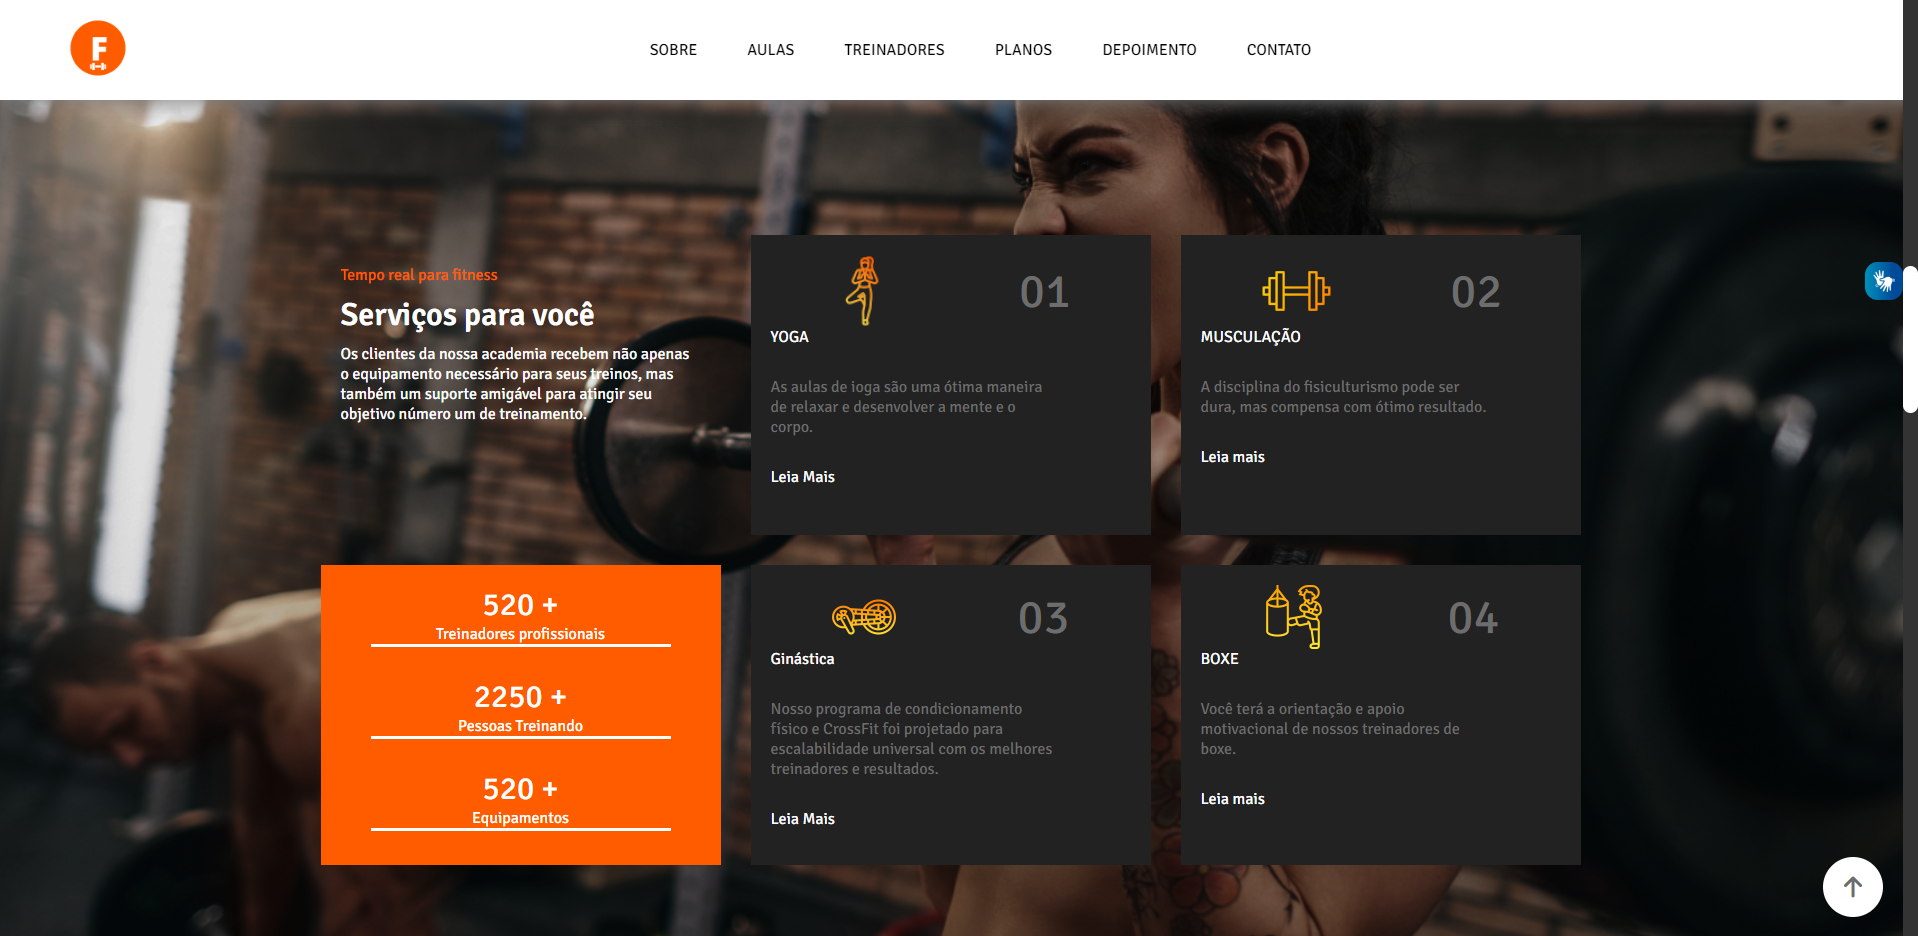 F
SOBRE AULAS TREINADORES PLANOS DEPOIMENTO CONTATO
Tempo real para fitness
Serviços para você
Os clientes da nossa academia recebem não apenas
o equipamento necessário para seus treinos, mas
também um suporte amigável para atingir seu
objetivo número um de treinamento.
01
YOGA
As aulas de ioga são uma ótima maneira
de relaxar e desenvolver a mente e o
corpo.
Leia Mais
02
MUSCULAÇÃO
A disciplina do fisiculturismo pode ser
dura, mas compensa com ótimo resultado.
Leia mais
520 +
Treinadores profissionais
2250 +
Pessoas Treinando
520 +
Equipamentos
03
Ginástica
Nosso programa de condicionamento
físico e CrossFit foi projetado para
escalabilidade universal com os melhores
treinadores e resultados.
Leia Mais
04
BOXE
Você terá a orientação e apoio
motivacional de nossos treinadores de
boxe.
Leia mais